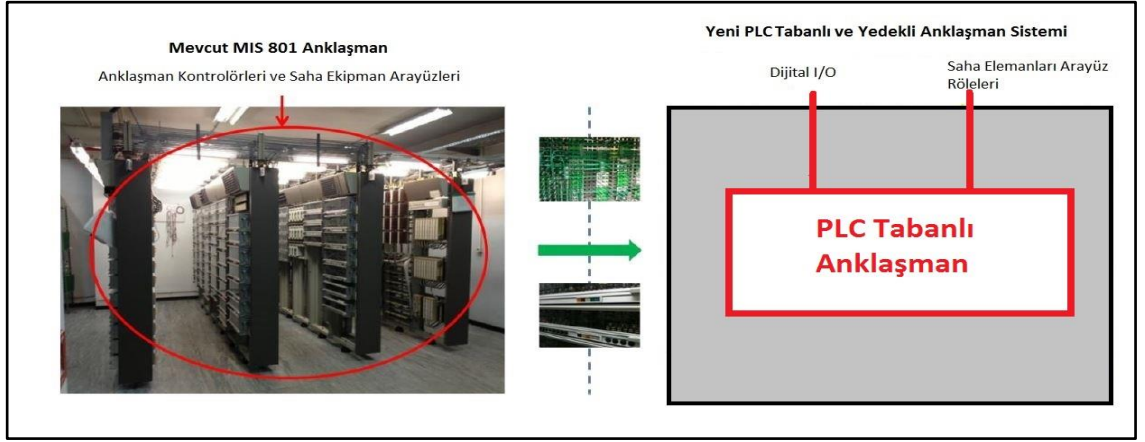 Mevcut MIS 801 Anklaşman
Anklaşman Kontrolörleri ve Saha Ekipman Arayüzleri
Yeni PLC Tabanlı ve Yedekli Anklaşman Sistemi
Dijital I/O
Saha Elemanları Arayüz
Röleleri
PLC Tabanlı
Anklaşman